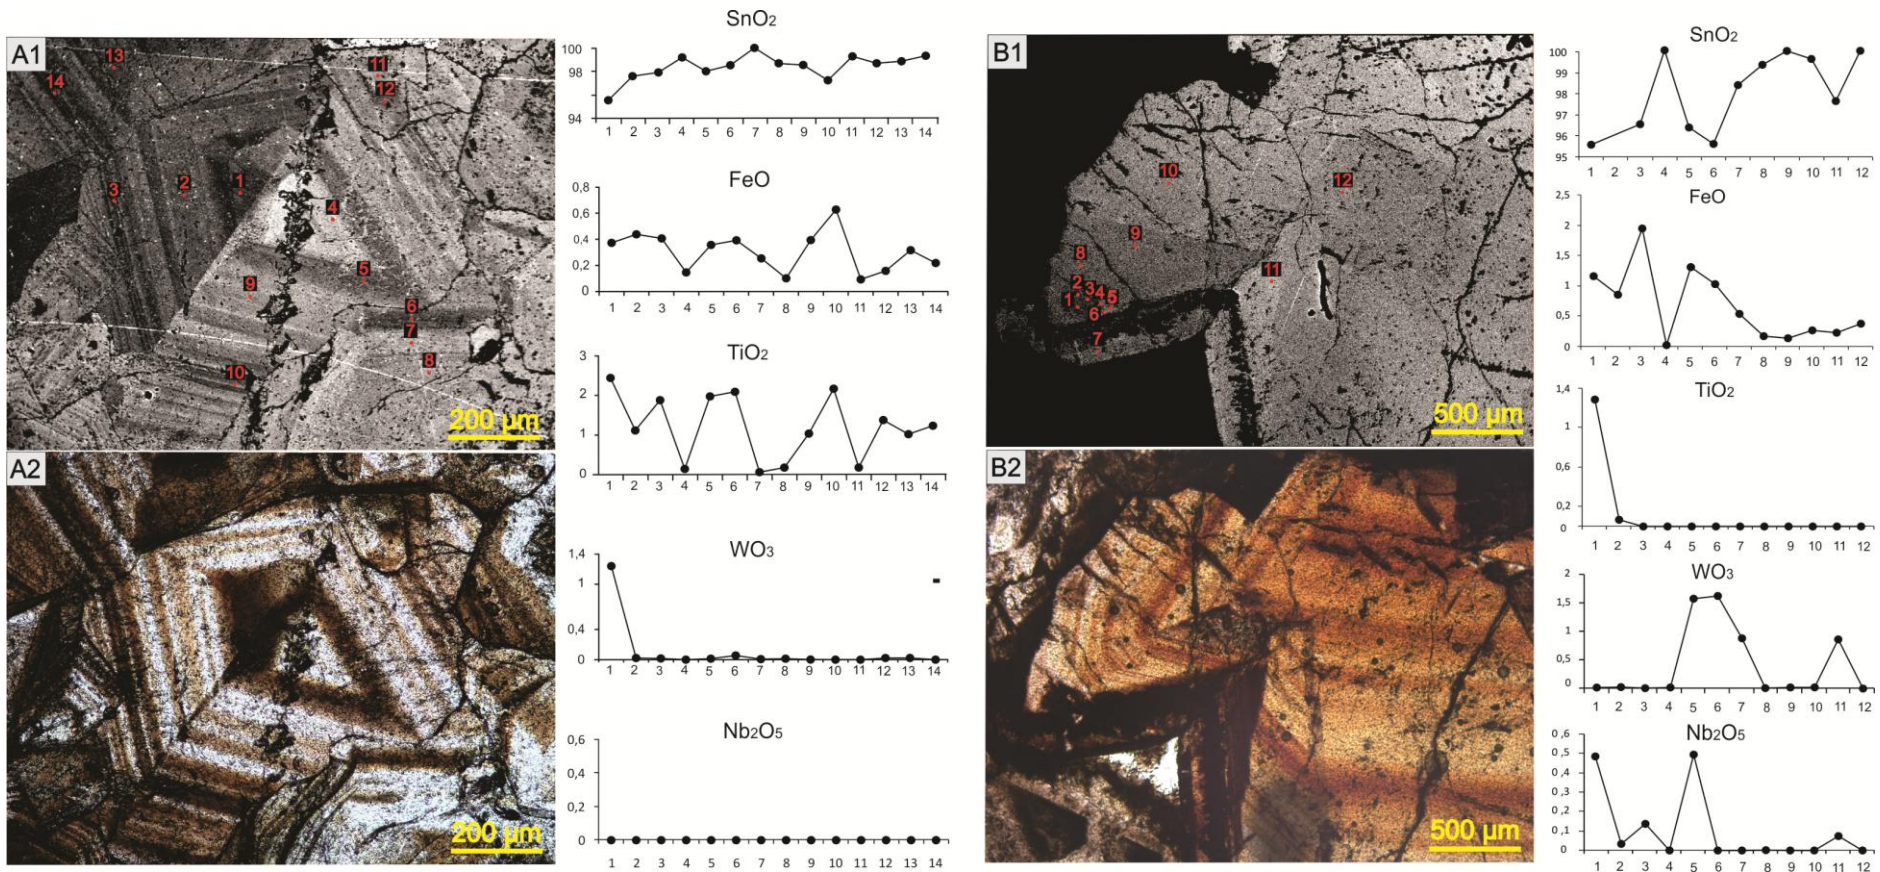 A1
13
14
11
12
3
2
1
4
5
9
6
7
8
10
200 µm
A2
200 µm
SnO2
100
98
94
1 2 3 4 5 6 7 8 9 10 11 12 13 14
FeO
0,8
0,6
0,4
0,2
0
1 2 3 4 5 6 7 8 9 10 11 12 13 14
TiO2
3
2
1
0
1 2 3 4 5 6 7 8 9 10 11 12 13 14
WO3
1.4
1
0,4
0
1 2 3 4 5 6 7 8 9 10 11 12 13 14
Nb2O5
0,6
0,4
0,2
0
1 2 3 4 5 6 7 8 9 10 11 12 13 14
B1
10
12
9
8
11
2
3
1
4
5
6
7
500 µm
B2
500 µm
SnO2
100
99
98
97
96
95
1 2 3 4 5 6 7 8 9 10 11 12
FeO
2,5
2
1,5
1
0,5
0
1 2 3 4 5 6 7 8 9 10 11 12
TiO2
1,4
1
0,6
0,2
0
1 2 3 4 5 6 7 8 9 10 11 12
WO3
2
1,5
1
0,5
0
1 2 3 4 5 6 7 8 9 10 11 12
Nb2O5
0,6
0,5
0,4
0,3
0,2
0,1
0
1 2 3 4 5 6 7 8 9 10 11 12